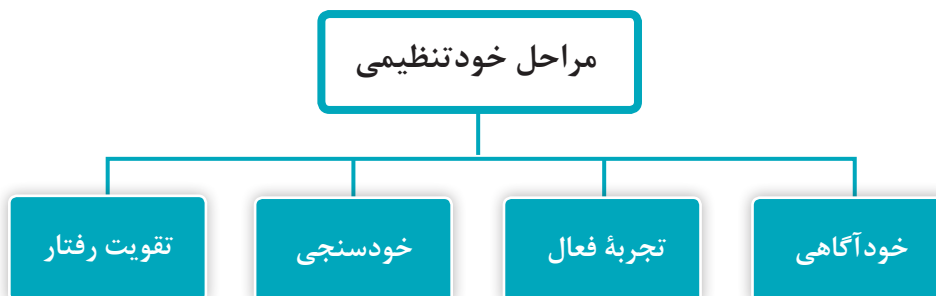 مراحل خودتنظیمی
خودآگاهی
تجربهٔ فعال
خودسنجی
تقویت رفتار